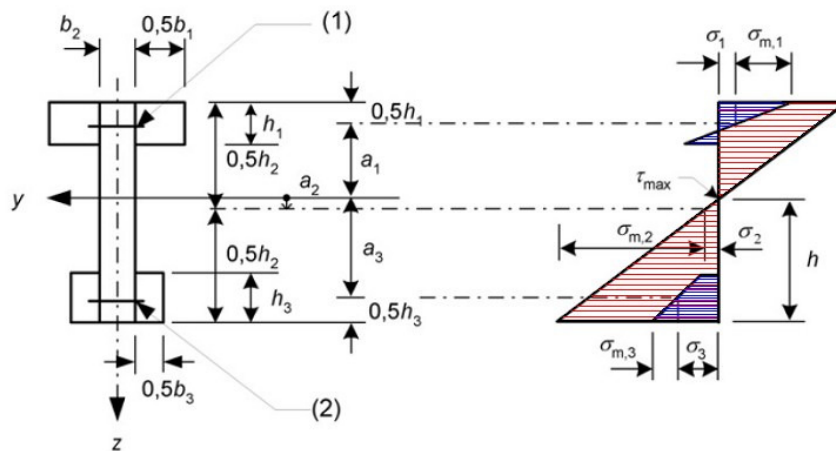 b₂
0,5b₁
(1)
σ₁
σm,1
0,5h₁
h₁
0,5h₂
a₁
a₂
y
τmax
σm,2
σ₂
a₃
h
0,5h₂
h₃
0,5h₃
σm,3
σ₃
0,5b₃
(2)
z